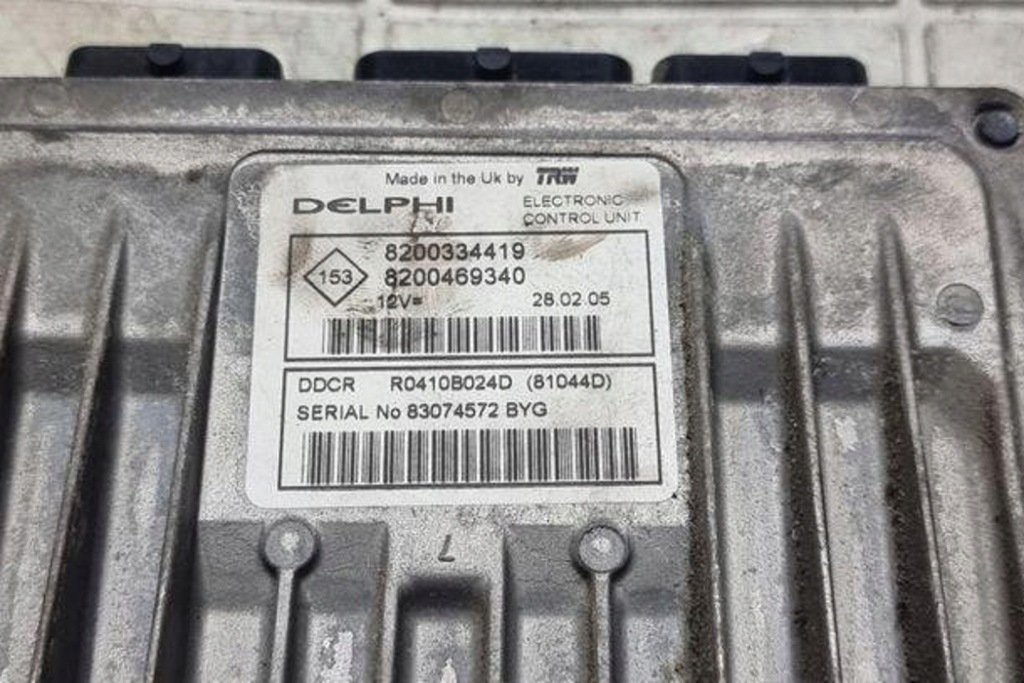 Made in the Uk by TRW
DELPHI ELECTRONIC
CONTROL UNIT
8200334419
153
8200469340
12V= 28.02.05
DDCR R0410B024D (81044D)
SERIAL No 83074572 BYG
L